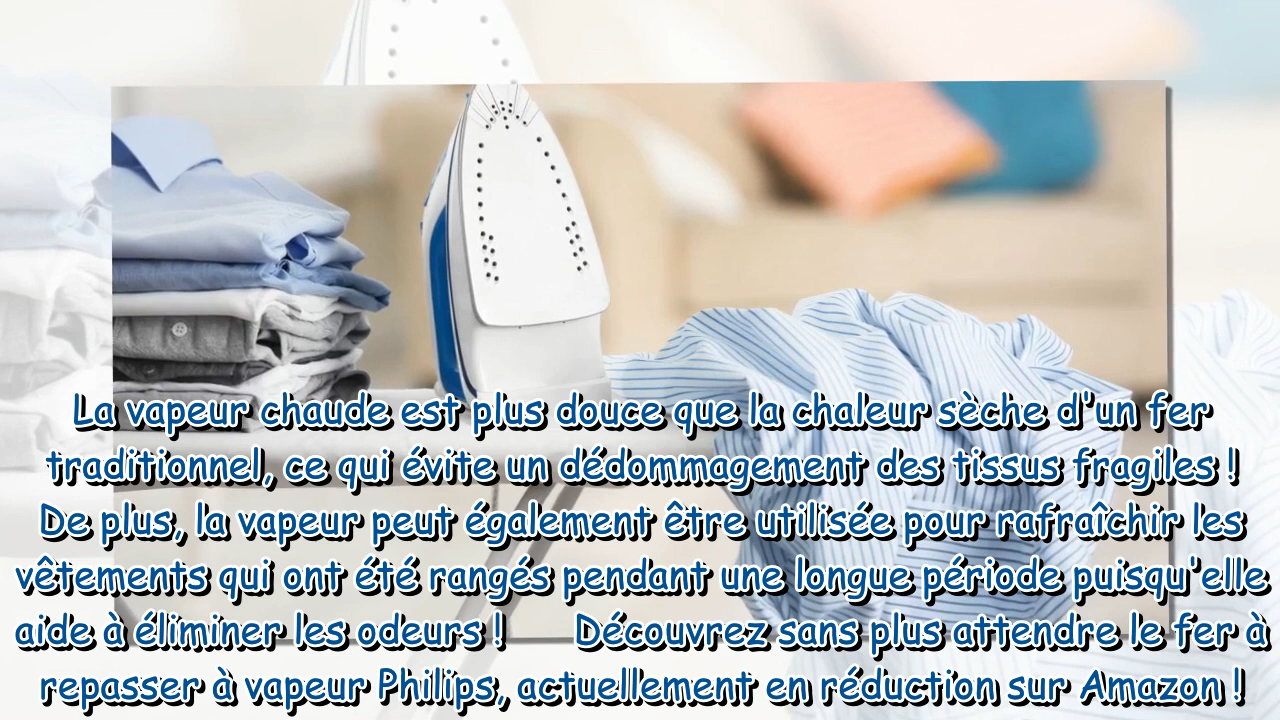 La vapeur chaude est plus douce que la chaleur sèche d'un fer
traditionnel, ce qui évite un dédommagement des tissus fragiles !
De plus, la vapeur peut également être utilisée pour rafraîchir les
vêtements qui ont été rangés pendant une longue période puisqu'elle
aide à éliminer les odeurs ! Découvrez sans plus attendre le fer à
repasser à vapeur Philips, actuellement en réduction sur Amazon !